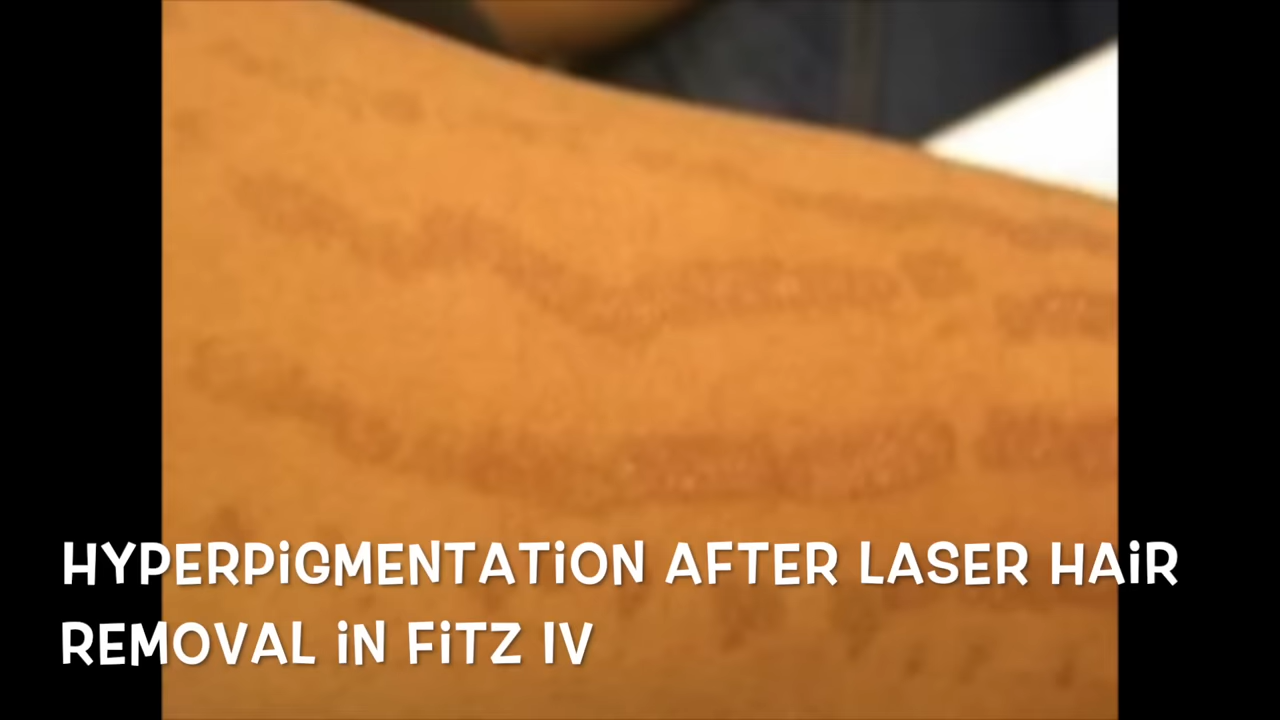 HYPERPiGMENTATiON AFTER LASER HAiR
REMOVAL iN FiTZ IV